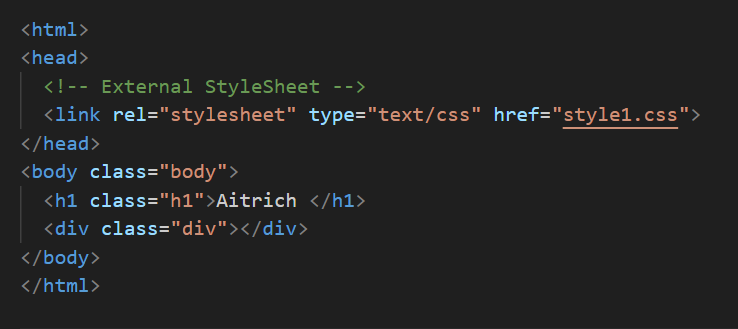 <html>
<head>
<!-- External StyleSheet -->
<link rel="stylesheet" type="text/css" href="style1.css">
</head>
<body class="body">
<h1 class="h1">Aitrich </h1>
<div class="div"></div>
</body>
</html>